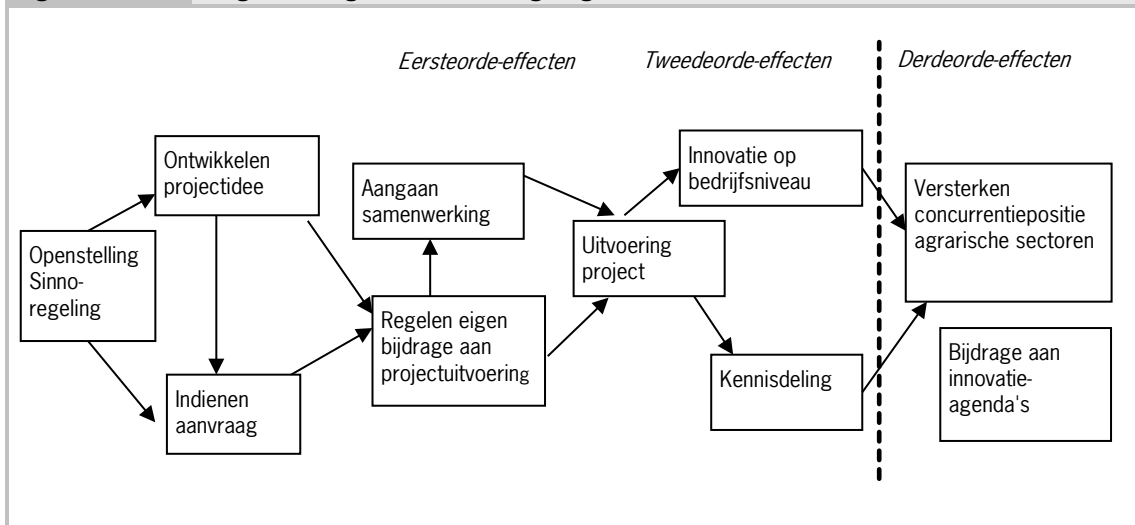 Eersteorde-effecten
Tweedeorde-effecten
Derdeorde-effecten
Ontwikkelen
projectidee
Openstelling
Sinno-
regeling
Indienen
aanvraag
Aangaan
samenwerking
Regelen eigen
bijdrage aan
projectuitvoering
Uitvoering
project
Innovatie op
bedrijfsniveau
Kennisdeling
Versterken
concurrentiepositie
agrarische sectoren
Bijdrage aan
innovatie-
agenda's